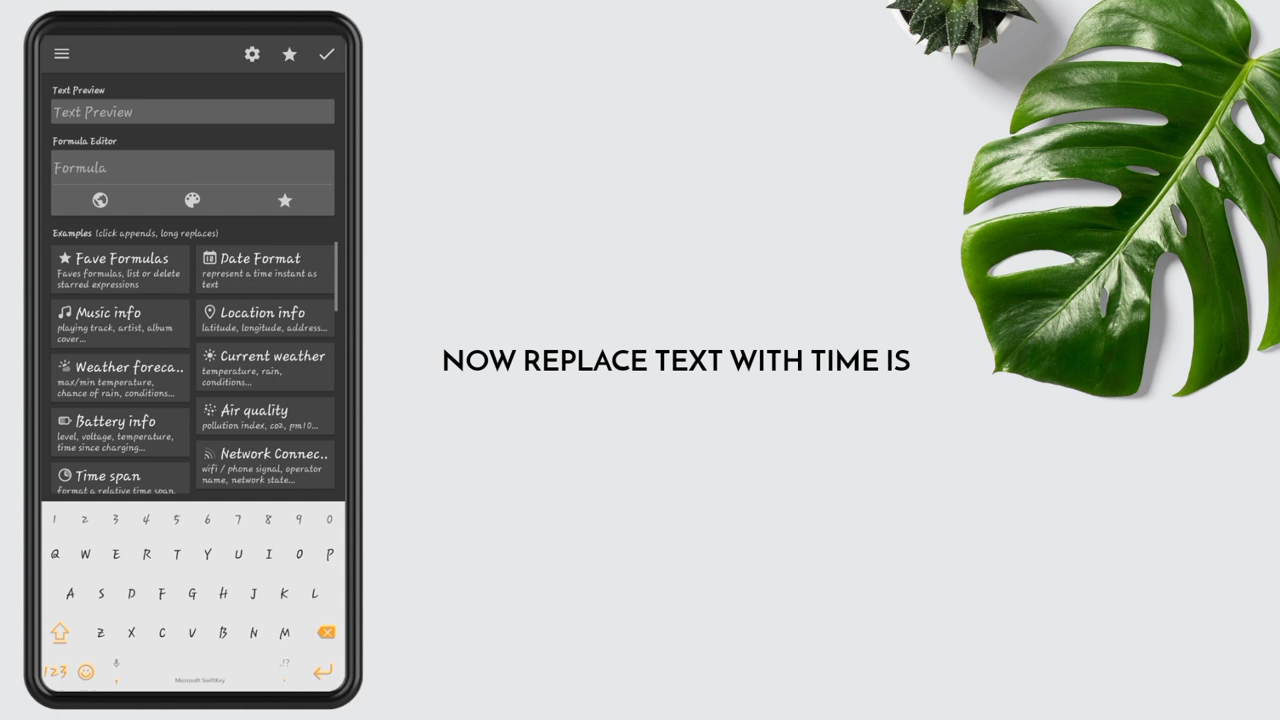 Text Preview
Text Preview
Formula Editor
Formula
Examples (click appends, long replaces)
Fave Formulas
Faves formulas, list or delete
starred expressions
Date Format
represent a time instant as
text
Music info
playing track, artist, album
cover...
Location info
latitude, longitude, address...
Weather foreca..
max/min temperature,
chance of rain, conditions...
Current weather
temperature, rain,
conditions...
Battery info
level, voltage, temperature,
time since charging...
Air quality
pollution index, co2, pm10...
Time span
format a relative time span,
Network Connec..
wifi / phone signal, operator
name, network state...
1 2 3 4 5 6 7 8 9 0
Q W E R T Y U I O P
A S D F G H J K L
Z X C V B N M
123 , .!? .
Microsoft SwiftKey
NOW REPLACE TEXT WITH TIME IS